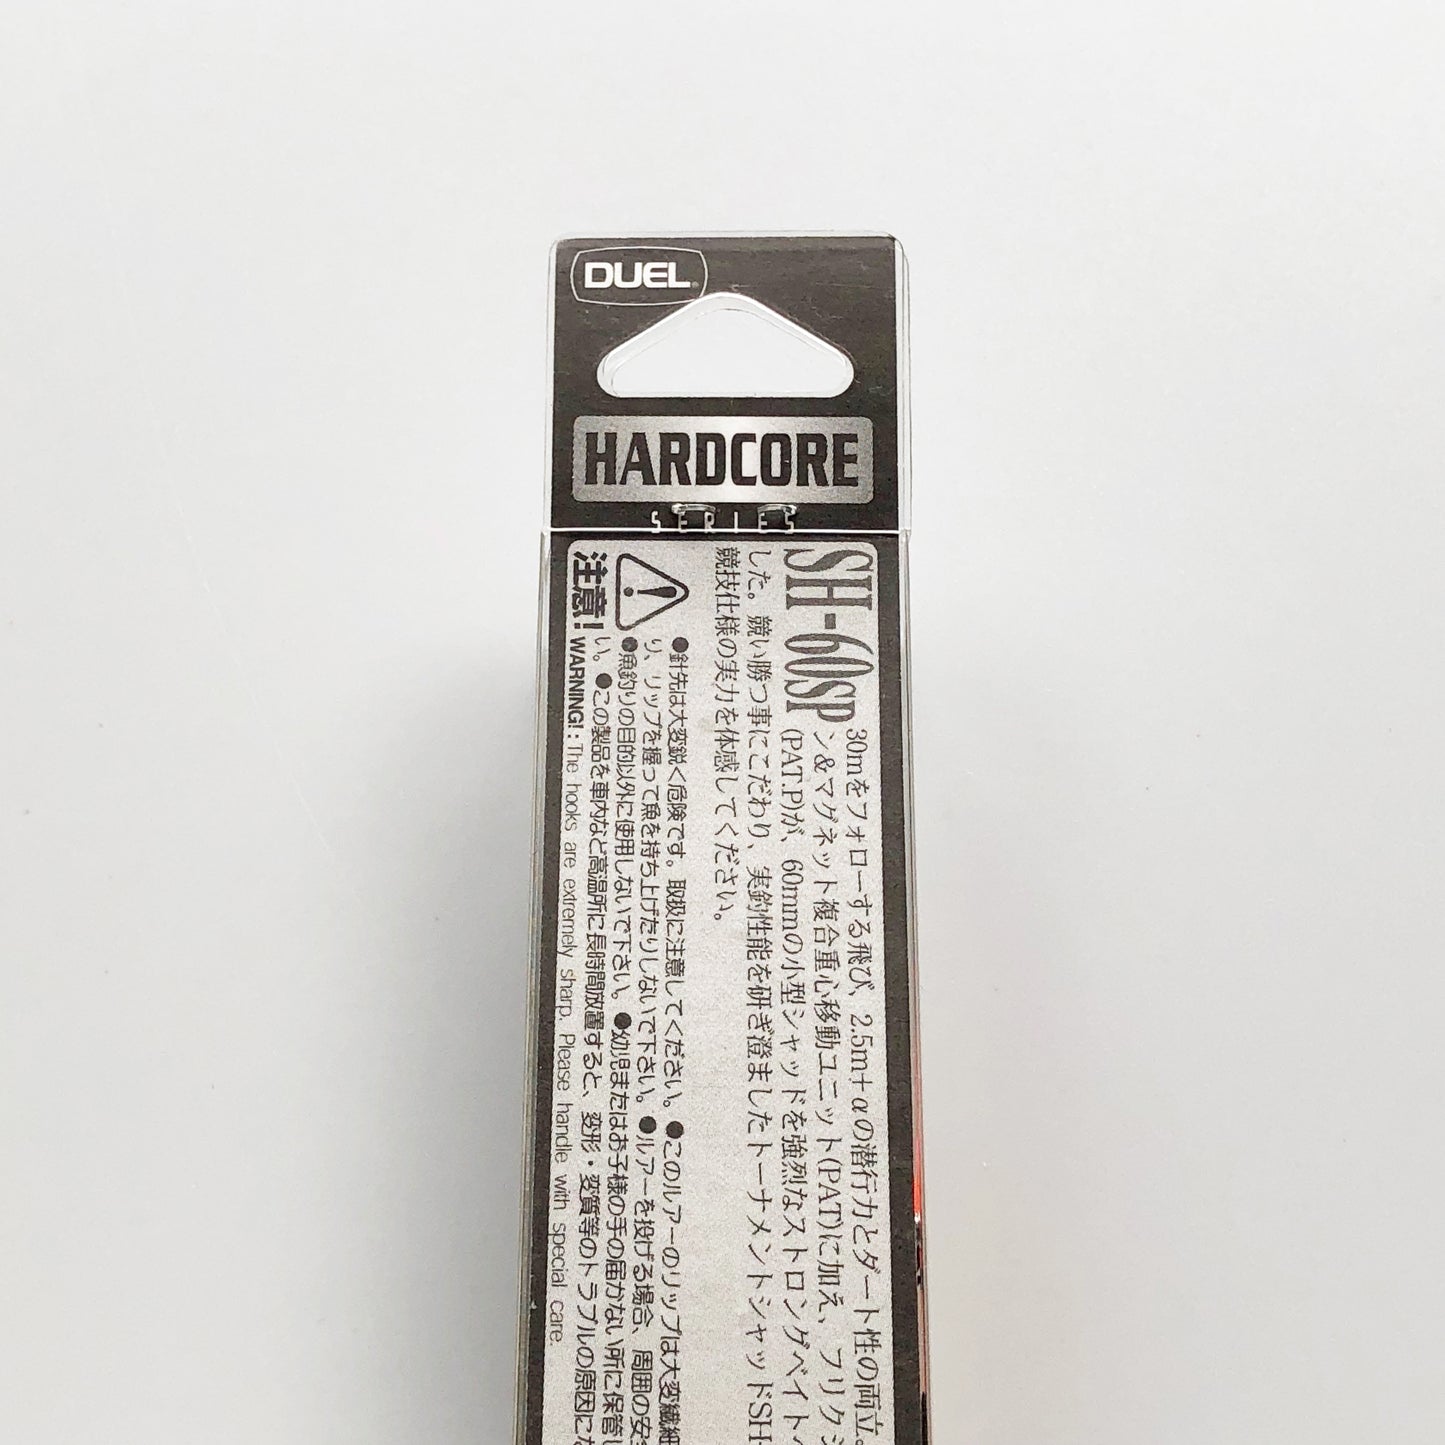 DUEL
HARDCORE
SERIES
SH-60SP
30mをフォローする飛び、2.5m+αの潜行力とダート性の両立。
ン&マグネット複合重心移動ユニット(PAT)に加え、フリクシ
(PAT.P)が、60mmの小型シャッドを強烈なストロングベイトへ
した。競い勝つ事にこだわり、実釣性能を研ぎ澄ましたトーナメントシャッドSH-
競技仕様の実力を体感してください。
注意!
●針先は大変鋭く危険です。取扱に注意してください。●このルアーのリップは大変繊細
り、リップを握って魚を持ち上げたりしないで下さい。●ルアーを投げる場合、周囲の安全
●魚釣りの目的以外に使用しないで下さい。●幼児またはお子様の手の届かない所に保管し
い。●この製品を車内など高温所に長時間放置すると、変形・変質等のトラブルの原因にな
WARNING!:The hooks are extremely sharp. Please handle with special care.